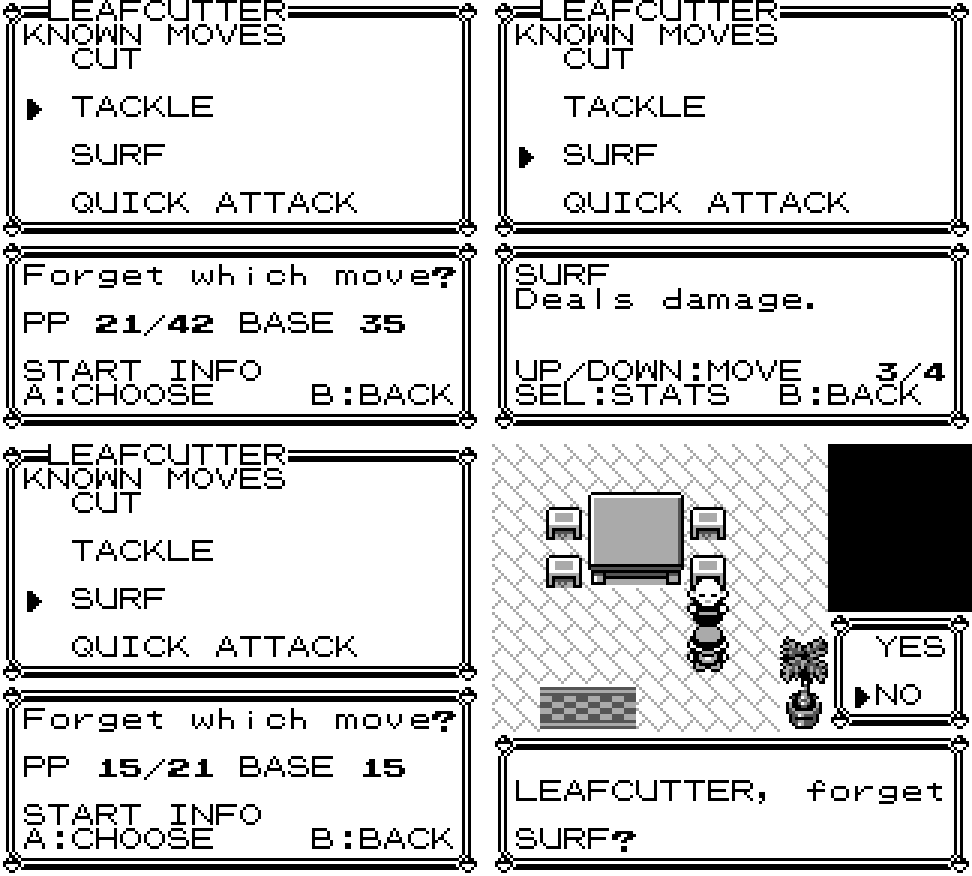 LEAFCUTTER
KNOWN MOVES
CUT
TACKLE
SURF
QUICK ATTACK
Forget which move?
PP 21/42 BASE 35
START INFO
A:CHOOSE B:BACK
LEAFCUTTER
KNOWN MOVES
CUT
TACKLE
SURF
QUICK ATTACK
SURF
Deals damage.
UP/DOWN:MOVE 3/4
SEL:STATS B:BACK
LEAFCUTTER
KNOWN MOVES
CUT
TACKLE
SURF
QUICK ATTACK
Forget which move?
PP 15/21 BASE 15
START INFO
A:CHOOSE B:BACK
YES
NO
LEAFCUTTER, forget
SURF?